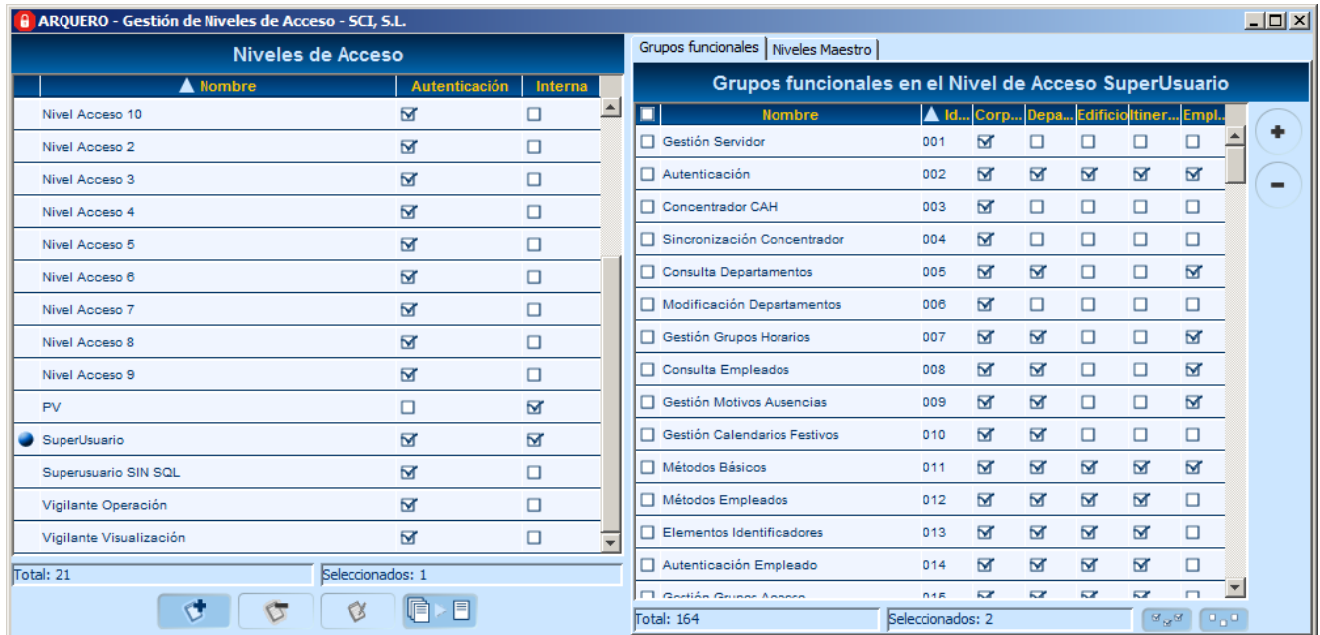 ARQUERO - Gestión de Niveles de Acceso - SCI, S.L.
Niveles de Acceso
Nombre Autenticación Interna
Nivel Acceso 10
Nivel Acceso 2
Nivel Acceso 3
Nivel Acceso 4
Nivel Acceso 5
Nivel Acceso 6
Nivel Acceso 7
Nivel Acceso 8
Nivel Acceso 9
PV
SuperUsuario
Superusuario SIN SQL
Vigilante Operación
Vigilante Visualización
Total: 21 Seleccionados: 1
Grupos funcionales Niveles Maestro
Grupos funcionales en el Nivel de Acceso SuperUsuario
Nombre Id... Corp... Depa... Edificio Itiner... Empl...
Gestión Servidor 001
Autenticación 002
Concentrador CAH 003
Sincronización Concentrador 004
Consulta Departamentos 005
Modificación Departamentos 006
Gestión Grupos Horarios 007
Consulta Empleados 008
Gestión Motivos Ausencias 009
Gestión Calendarios Festivos 010
Métodos Básicos 011
Métodos Empleados 012
Elementos Identificadores 013
Autenticación Empleado 014
Gestión Grupos Acceso 015
Total: 164 Seleccionados: 2